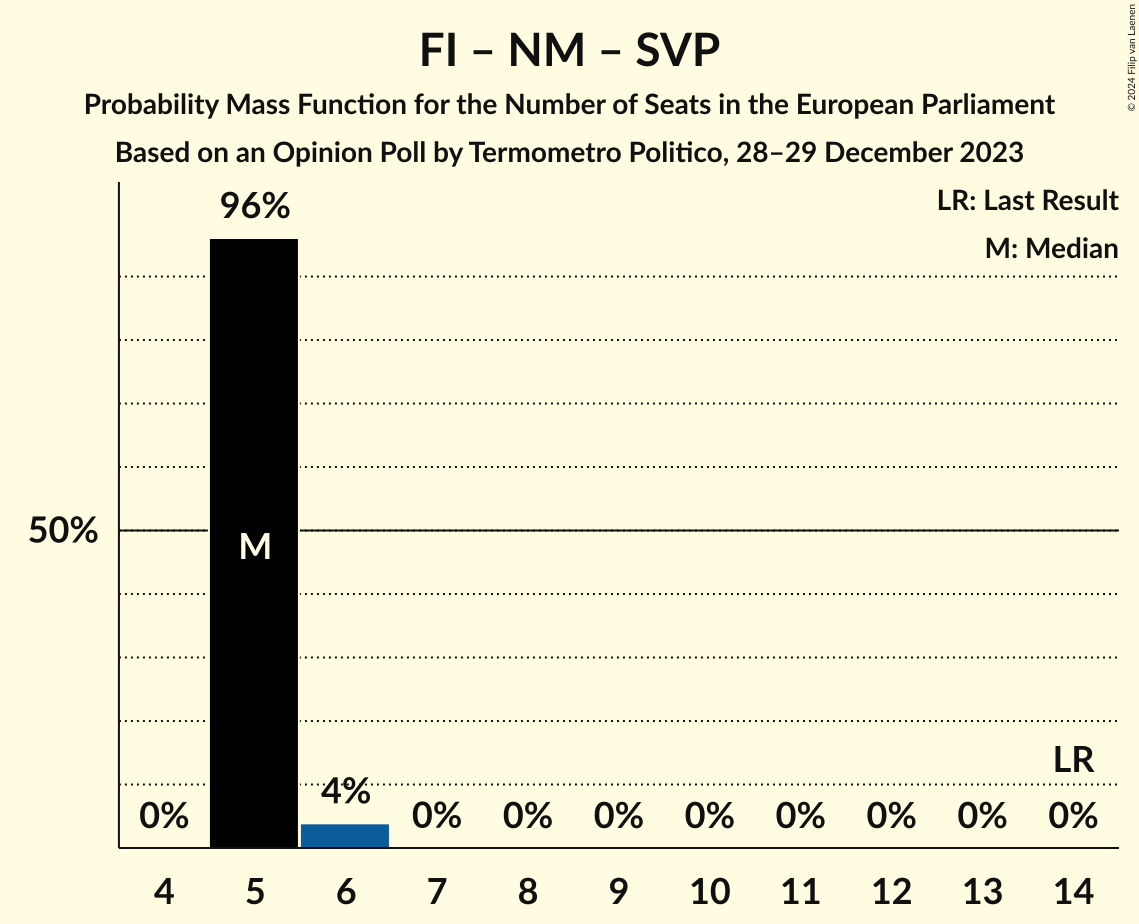 FI – NM – SVP
Probability Mass Function for the Number of Seats in the European Parliament
Based on an Opinion Poll by Termometro Politico, 28–29 December 2023
© 2024 Filip van Laenen
LR: Last Result
M: Median
96%
50%
M
LR
0%
4%
0%
0%
0%
0%
0%
0%
0%
0%
4
5
6
7
8
9
10
11
12
13
14